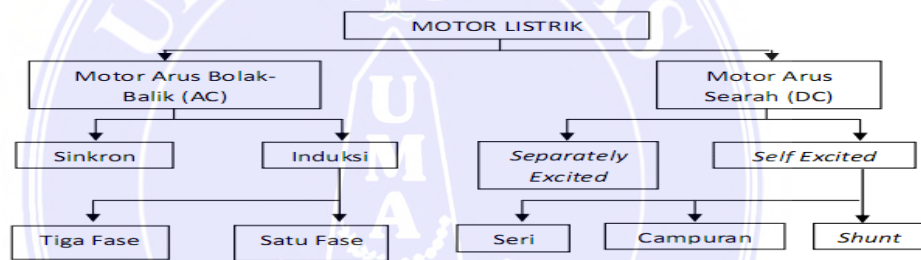 MOTOR LISTRIK
Motor Arus Bolak-
Balik (AC)
Motor Arus
Searah (DC)
Sinkron
Induksi
Separately
Excited
Self Excited
Tiga Fase
Satu Fase
Seri
Campuran
Shunt
U
M
A